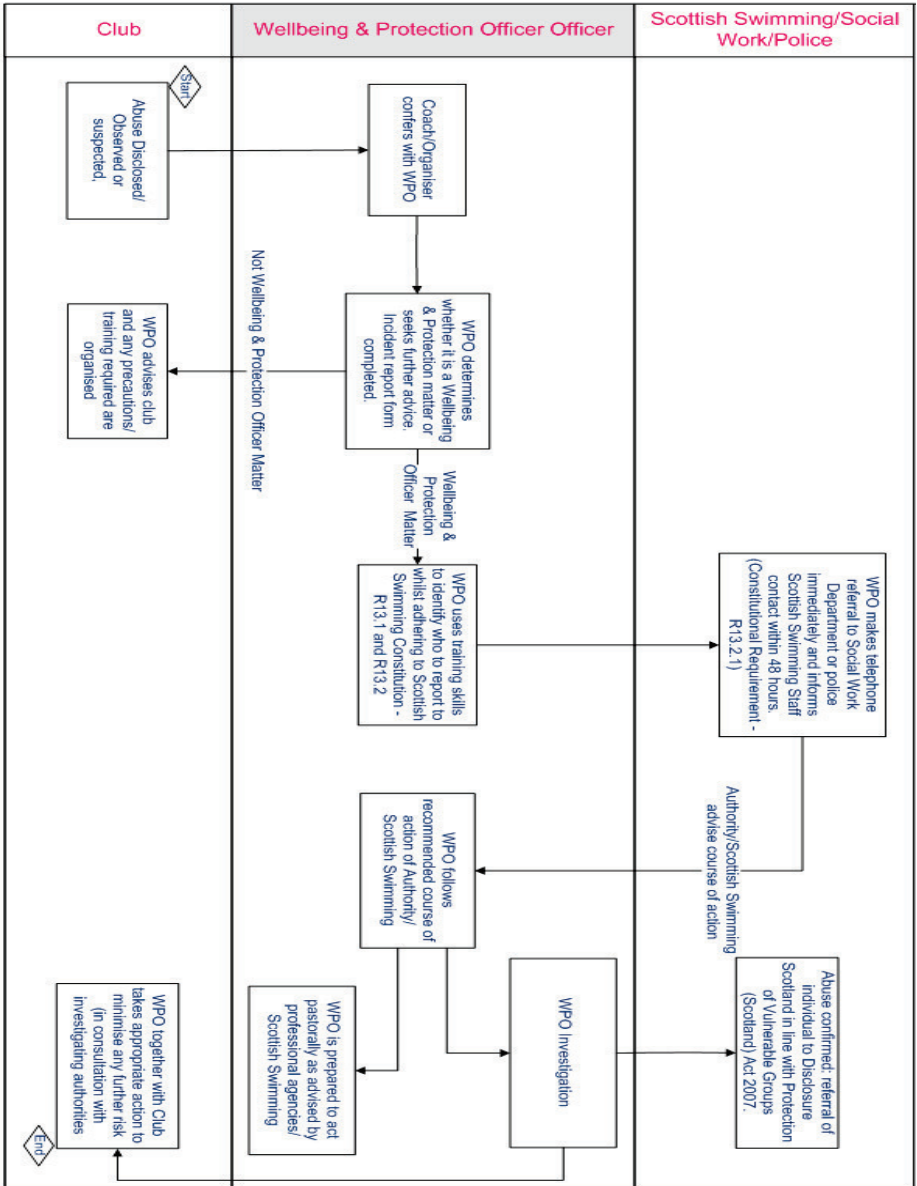 Club
Wellbeing & Protection Officer Officer
Scottish Swimming/Social
Work/Police
Start
Abuse Disclosed/
Observed or
suspected,
Coach/Organiser
confers with WPO
WPO determines
whether it is a Wellbeing
& Protection matter or
seeks further advice.
Incident report form
completed.
Not Wellbeing & Protection Officer Matter
WPO advises club
and any precautions/
training required are
organised
Wellbeing &
Protection
Officer Matter
WPO uses training skills
to identify who to report to
whilst adhering to Scottish
Swimming Constitution -
R13.1 and R13.2
WPO makes telephone
referral to Social Work
Department or police
immediately and informs
Scottish Swimming Staff
contact within 48 hours.
(Constitutional Requirement -
R13.2.1)
Authority/Scottish Swimming
advise course of action
WPO follows
recommended course of
action of Authority/
Scottish Swimming
WPO is prepared to act
pastorally as advised by
professional agencies/
Scottish Swimming
WPO Investigation
Abuse confirmed: referral of
individual to Disclosure
Scotland in line with Protection
of Vulnerable Groups
(Scotland) Act 2007.
WPO together with Club
takes appropriate action to
minimise any further risk
(in consultation with
investigating authorities
End